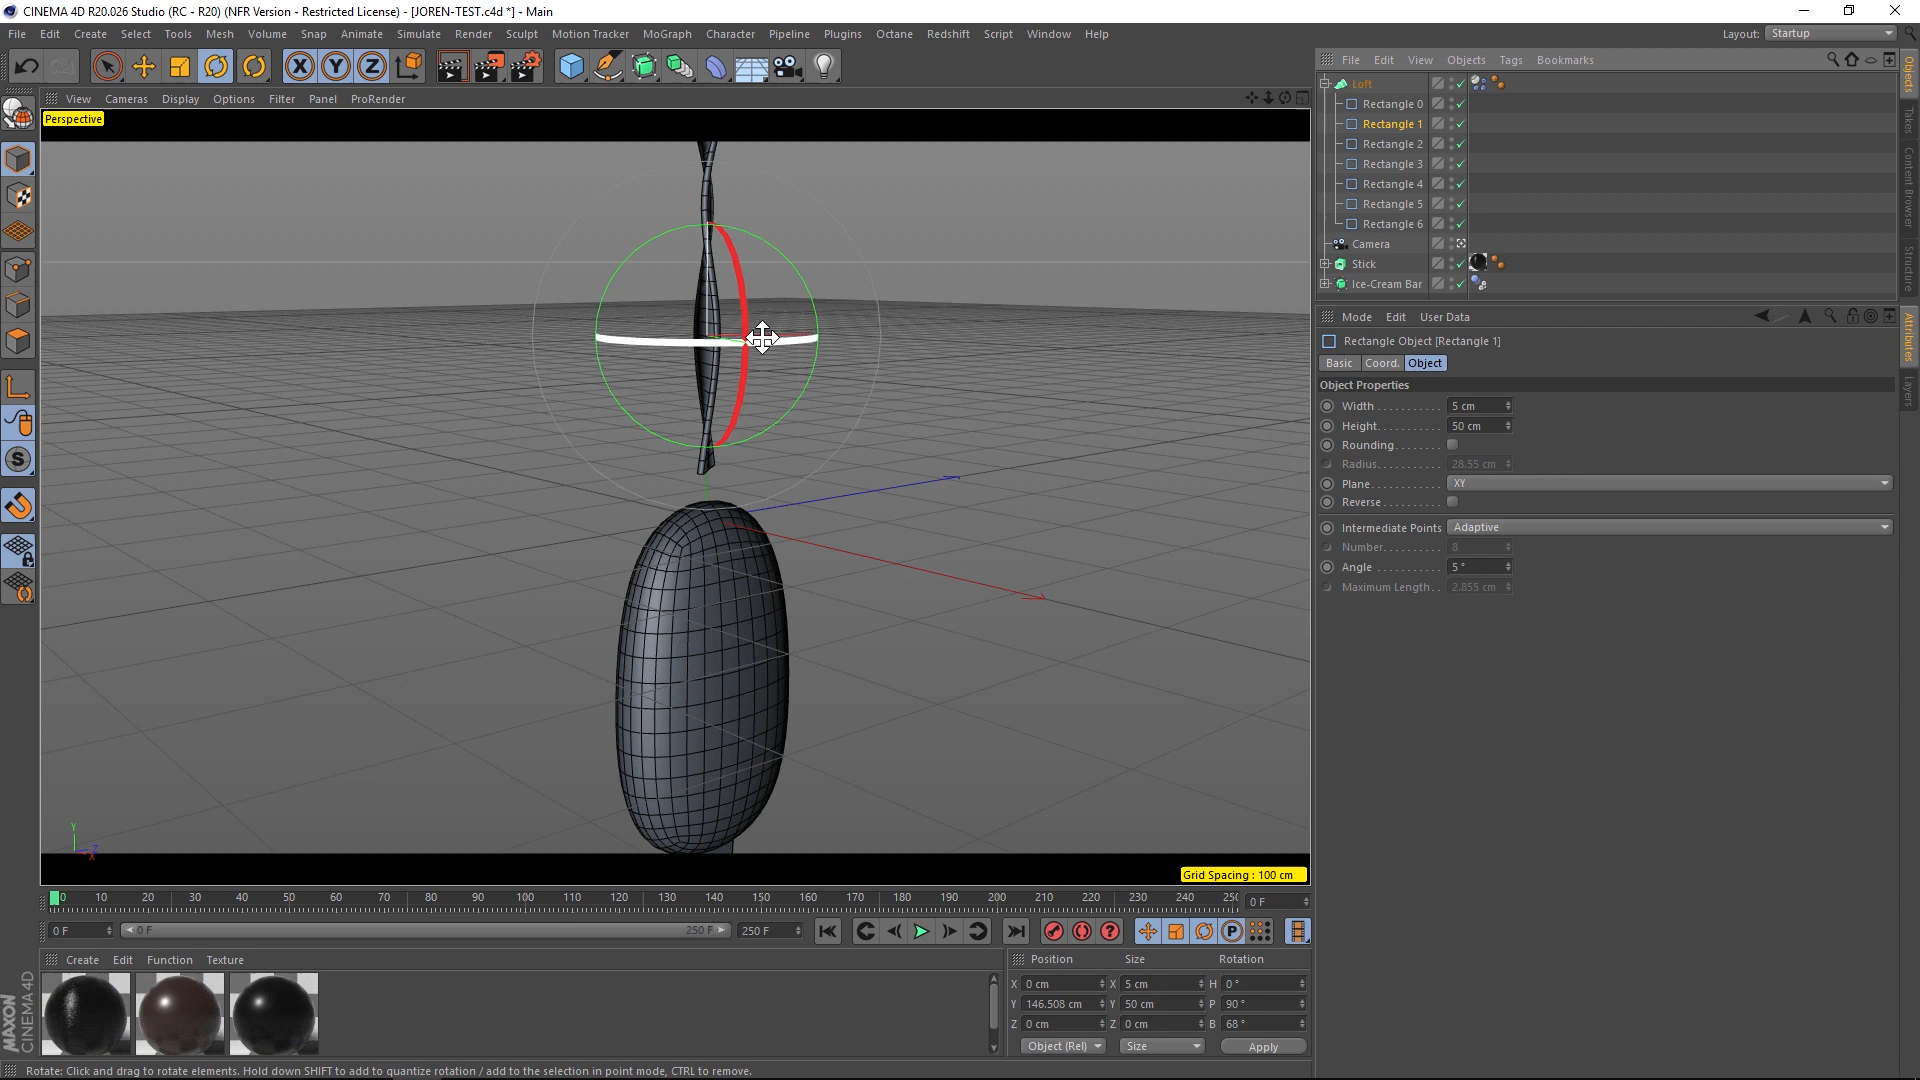 CINEMA 4D R20.026 Studio (RC - R20) (NFR Version - Restricted License) - [JOREN-TEST.c4d *] - Main
File Edit Create Select Tools Mesh Volume Snap Animate Simulate Render Sculpt Motion Tracker MoGraph Character Pipeline Plugins Octane Redshift Script Window Help Layout: Startup
X Y Z
File Edit View Objects Tags Bookmarks
View Cameras Display Options Filter Panel ProRender
Perspective
Loft
Rectangle 0
Rectangle 1
Rectangle 2
Rectangle 3
Rectangle 4
Rectangle 5
Rectangle 6
Camera
Stick
Ice-Cream Bar
Objects
Takes
Content Browser
Structure
Mode Edit User Data
Rectangle Object [Rectangle 1]
Basic Coord. Object
Object Properties
Width 5 cm
Height 50 cm
Rounding
Radius 28.55 cm
Plane XY
Reverse
Intermediate Points Adaptive
Number 8
Angle 5 °
Maximum Length 2.855 cm
Attributes
Layers
S
Y
Z
X
Grid Spacing : 100 cm
0 10 20 30 40 50 60 70 80 90 100 110 120 130 140 150 160 170 180 190 200 210 220 230 240 250 0 F
0 F 0 F 250 F 250 F P
Create Edit Function Texture
Position Size Rotation
X 0 cm X 5 cm H 0 °
Y 146.508 cm Y 50 cm P 90 °
Z 0 cm Z 0 cm B 68 °
Object (Rel) Size Apply
MAXON
CINEMA 4D
Rotate: Click and drag to rotate elements. Hold down SHIFT to add to quantize rotation / add to the selection in point mode, CTRL to remove.